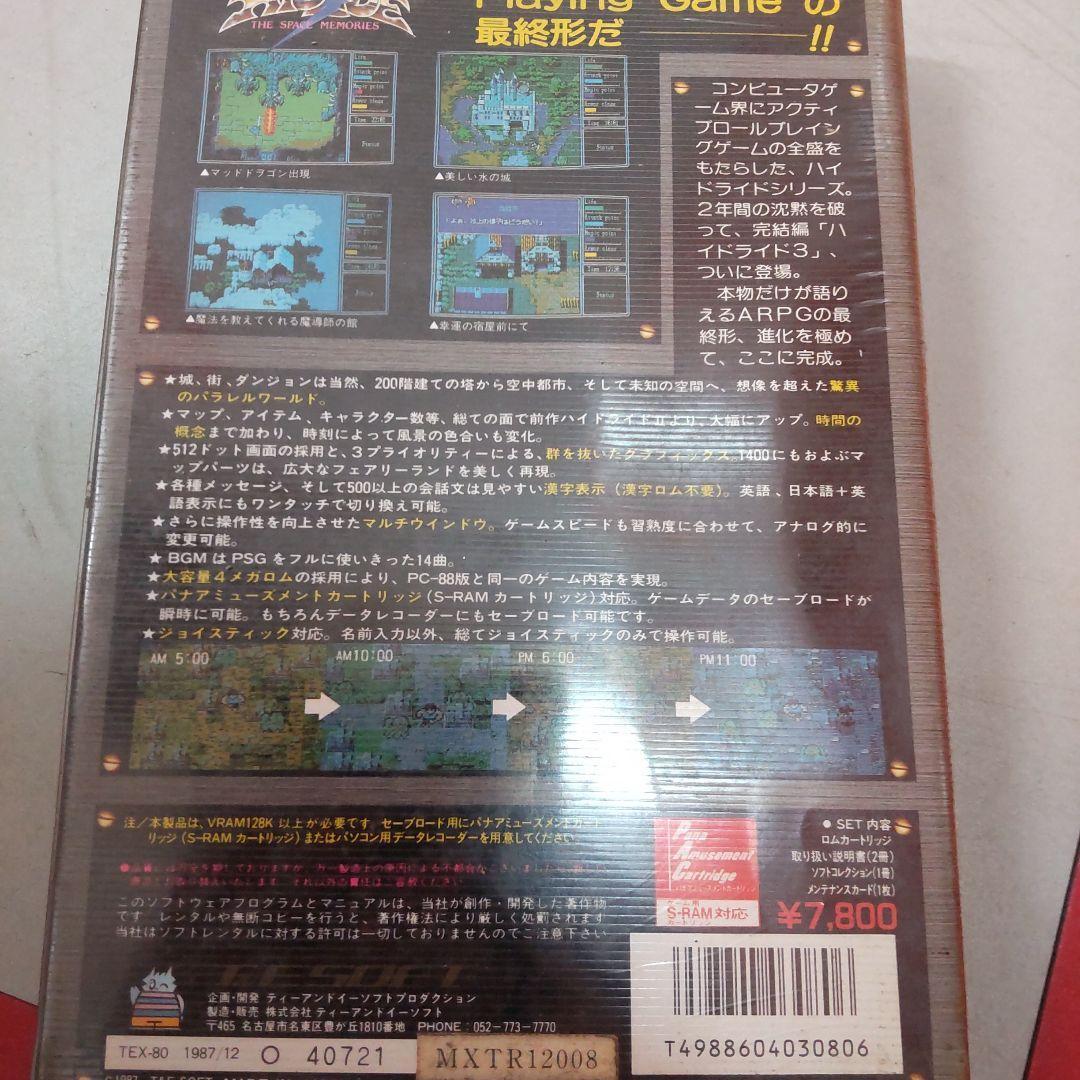 THE SPACE MEMORIES
Playing Game の
最終形だ
!!
▲マッドドラゴン出現
▲美しい水の城
▲魔法を教えてくれる魔導師の館
▲幸運の宿屋前にて
コンピュータゲ
ーム界にアクティ
ブロールプレイン
グゲームの全盛を
もたらした、ハイ
ドライドシリーズ。
2年間の沈黙を破
って、完結編「ハ
イドライド3」、
ついに登場。
本物だけが語り
えるARPGの最
終形、進化を極め
て、ここに完成。
★城、街、ダンジョンは当然、200階建ての塔から空中都市、そして未知の空間へ、想像を超えた驚異
のパラレルワールド。
★マップ、アイテム、キャラクター数等、総ての面で前作ハイドライドIIより、大幅にアップ。時間の
概念まで加わり、時刻によって風景の色合いも変化。
★512ドット画面の採用と、3プライオリティーによる、群を抜いたグラフィックス。1400にもおよぶマ
ップパーツは、広大なフェアリーランドを美しく再現。
★各種メッセージ、そして500以上の会話文は見やすい漢字表示(漢字ロム不要)。英語、日本語+英
語表示にもワンタッチで切り換え可能。
★さらに操作性を向上させたマルチウインドウ。ゲームスピードも習熟度に合わせて、アナログ的に
変更可能。
★BGMはPSGをフルに使いきった14曲。
★大容量4メガロムの採用により、PC-88版と同一のゲーム内容を実現。
★パナアミューズメントカートリッジ(S-RAMカートリッジ)対応。ゲームデータのセーブロードが
瞬時に可能。もちろんデータレコーダーにもセーブロード可能です。
★ジョイスティック対応。名前入力以外、総てジョイスティックのみで操作可能。
AM 5:00
AM10:00
PM 5:00
PM11:00
注/本製品は、VRAM128K以上が必要です。セーブロード用にパナアミューズメントカート
リッジ(S-RAMカートリッジ)またはパソコン用データレコーダーを用意してください。
このソフトウェアプログラムとマニュアルは、当社が創作・開発した著作物
です。レンタルや無断コピーを行うと、著作権法により厳しく処罰されます
当社はソフトレンタルに対する許可は一切しておりませんのでご注意下さい
Pana
Amusement
Cartridge
S-RAM対応
●SET内容
ロムカートリッジ
取り扱い説明書(2冊)
ソフトコレクション(1冊)
メンテナンスカード(1枚)
¥7,800
企画・開発 ティーアンドイーソフトプロダクション
製造・販売 株式会社 ティーアンドイーソフト
〒465 名古屋市名東区豊が丘1810番地 PHONE:052-773-7770
TEX-80 1987/12 O 40721
MXTR12008
T4988604030806